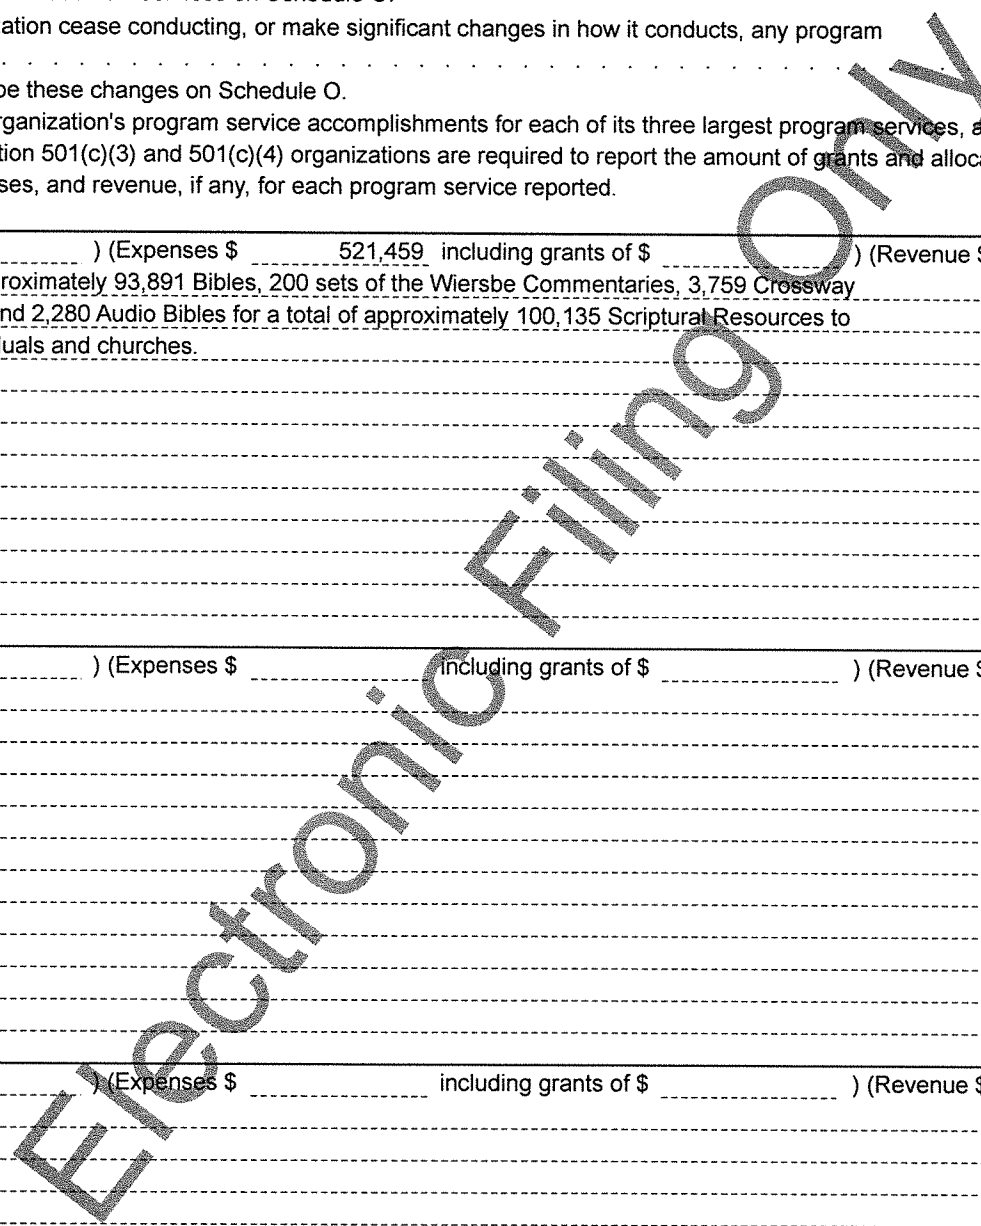 ation cease conducting, or make significant changes in how it conducts, any program
be these changes on Schedule O.
rganization's program service accomplishments for each of its three largest program services, a
tion 501(c)(3) and 501(c)(4) organizations are required to report the amount of grants and alloca
ses, and revenue, if any, for each program service reported.
) (Expenses $ 521,459 including grants of $ ) (Revenue $
roximately 93,891 Bibles, 200 sets of the Wiersbe Commentaries, 3,759 Crossway
nd 2,280 Audio Bibles for a total of approximately 100,135 Scriptural Resources to
uals and churches.
) (Expenses $ including grants of $ ) (Revenue $
) (Expenses $ including grants of $ ) (Revenue $
Electronic Filing Only